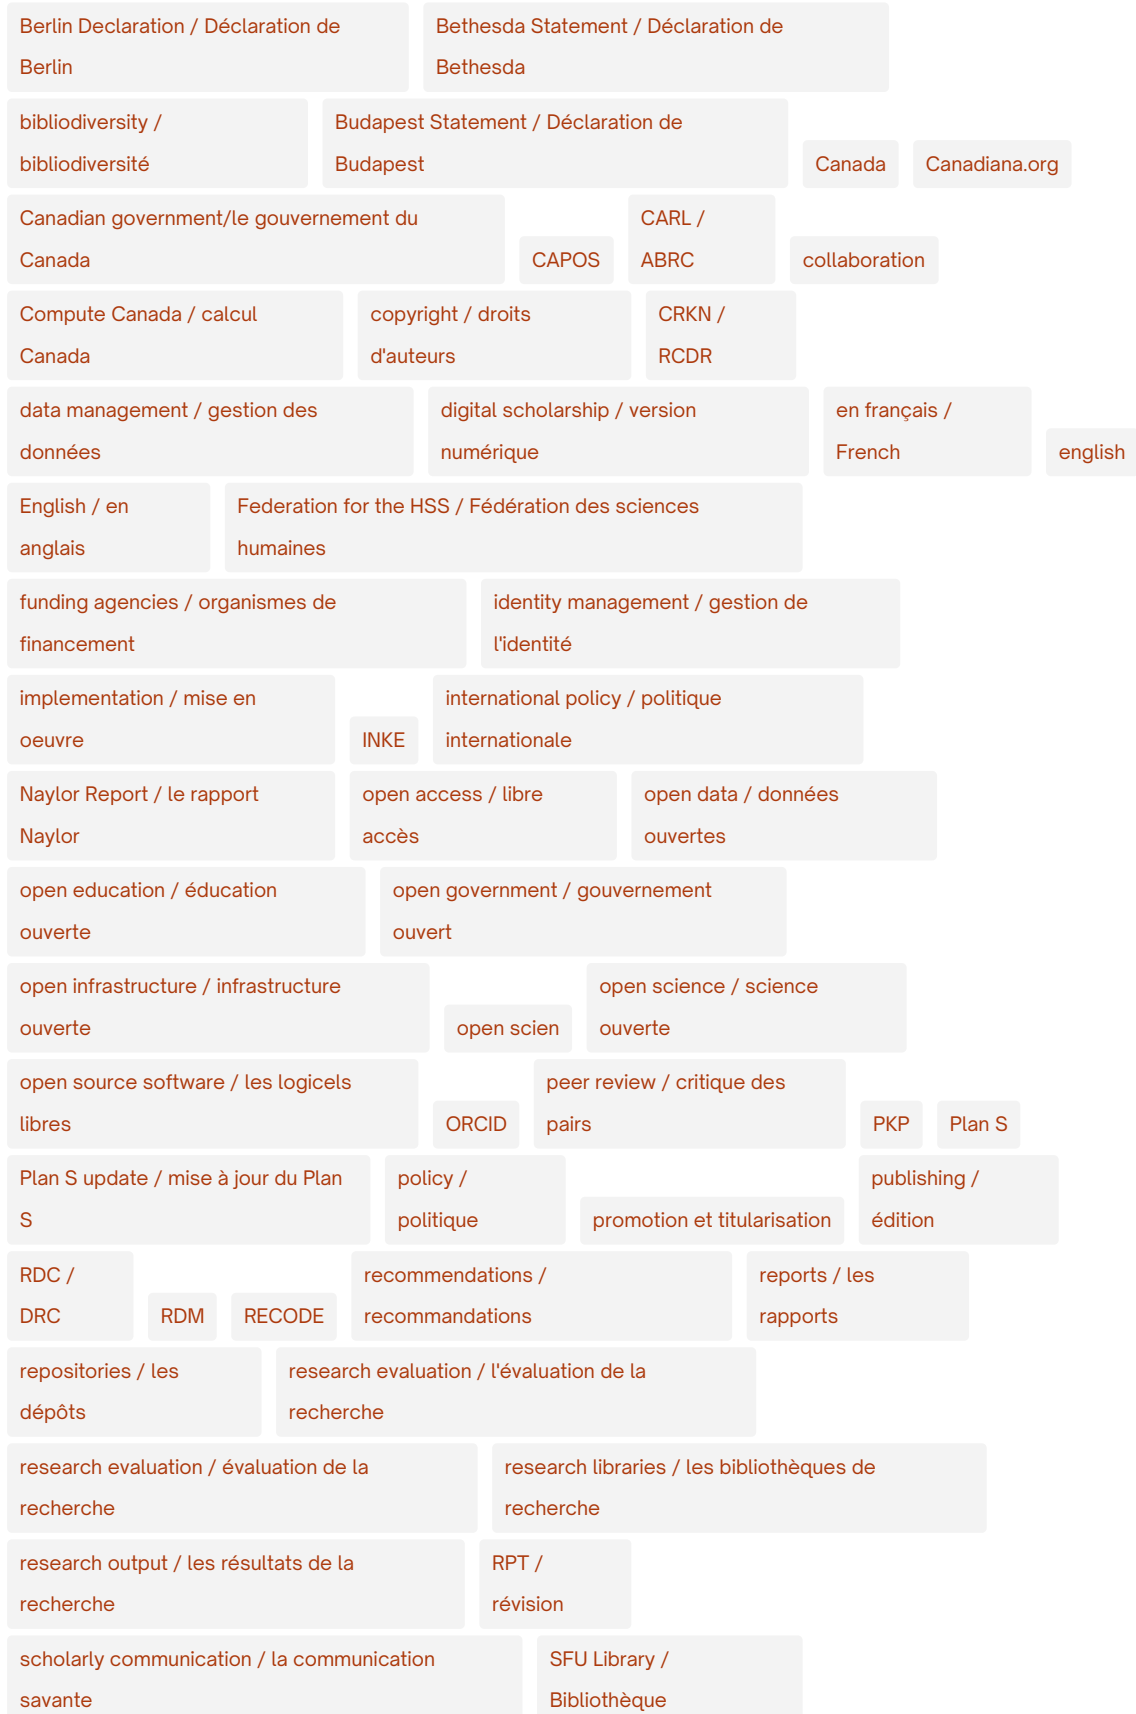 Berlin Declaration / Déclaration de
Berlin
Bethesda Statement / Déclaration de
Bethesda
bibliodiversity /
bibliodiversité
Budapest Statement / Déclaration de
Budapest
Canada
Canadiana.org
Canadian government/le gouvernement du
Canada
CAPOS
CARL /
ABRC
collaboration
Compute Canada / calcul
Canada
copyright / droits
d'auteurs
CRKN /
RCDR
data management / gestion des
données
digital scholarship / version
numérique
en français /
French
english
English / en
anglais
Federation for the HSS / Fédération des sciences
humaines
funding agencies / organismes de
financement
identity management / gestion de
l'identité
implementation / mise en
oeuvre
INKE
international policy / politique
internationale
Naylor Report / le rapport
Naylor
open access / libre
accès
open data / données
ouvertes
open education / éducation
ouverte
open government / gouvernement
ouvert
open infrastructure / infrastructure
ouverte
open scien
open science / science
ouverte
open source software / les logicels
libres
ORCID
peer review / critique des
pairs
PKP
Plan S
Plan S update / mise à jour du Plan
S
policy /
politique
promotion et titularisation
publishing /
édition
RDC /
DRC
RDM
RECODE
recommendations /
recommandations
reports / les
rapports
repositories / les
dépôts
research evaluation / l'évaluation de la
recherche
research evaluation / évaluation de la
recherche
research libraries / les bibliothèques de
recherche
research output / les résultats de la
recherche
RPT /
révision
scholarly communication / la communication
savante
SFU Library /
Bibliothèque